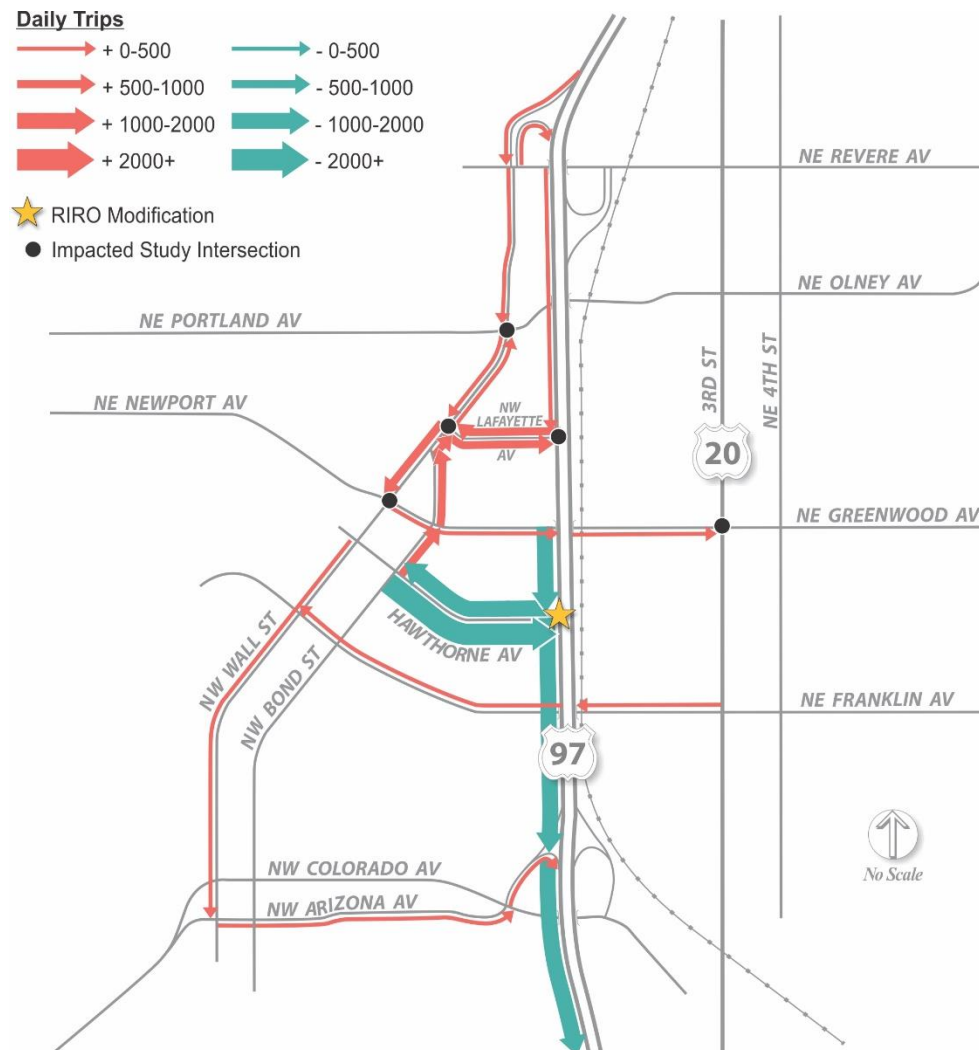 Daily Trips
+ 0-500
- 0-500
+ 500-1000
- 500-1000
+ 1000-2000
- 1000-2000
+ 2000+
- 2000+
RIRO Modification
Impacted Study Intersection
NE REVERE AV
NE OLNEY AV
NE PORTLAND AV
3RD ST
NE 4TH ST
NE NEWPORT AV
NW
LAFAYETTE
AV
20
NE GREENWOOD AV
HAWTHORNE AV
NW WALL ST
NW BOND ST
NE FRANKLIN AV
97
NW COLORADO AV
NW ARIZONA AV
No Scale